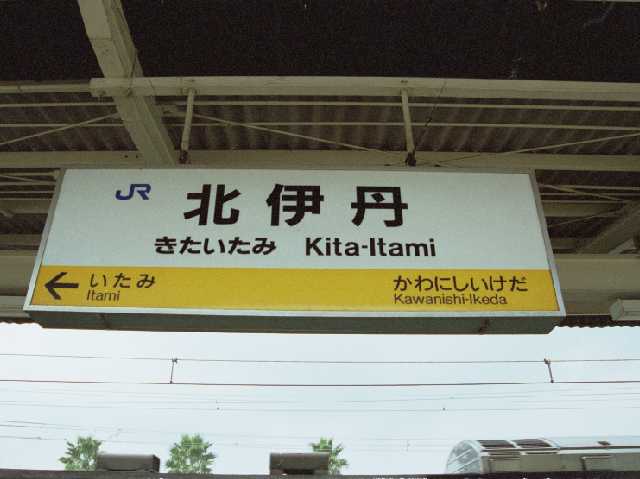 JR 北伊丹
きたいたみ Kita-Itami
← いたみ かわにしいけだ
Itami Kawanishi-Ikeda